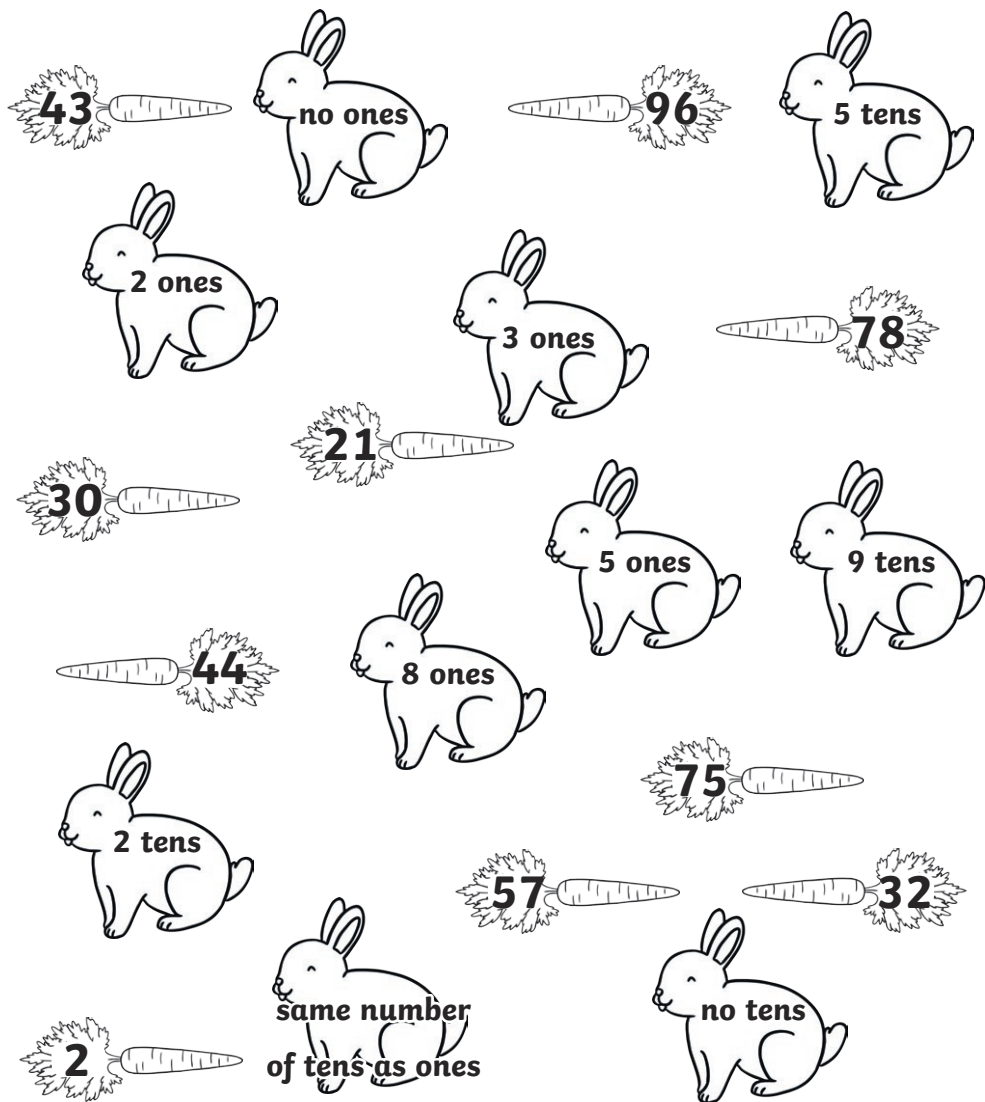 43
no ones
96
5 tens
2 ones
3 ones
78
21
30
5 ones
9 tens
44
8 ones
75
2 tens
57
32
same number
of tens as ones
no tens
2